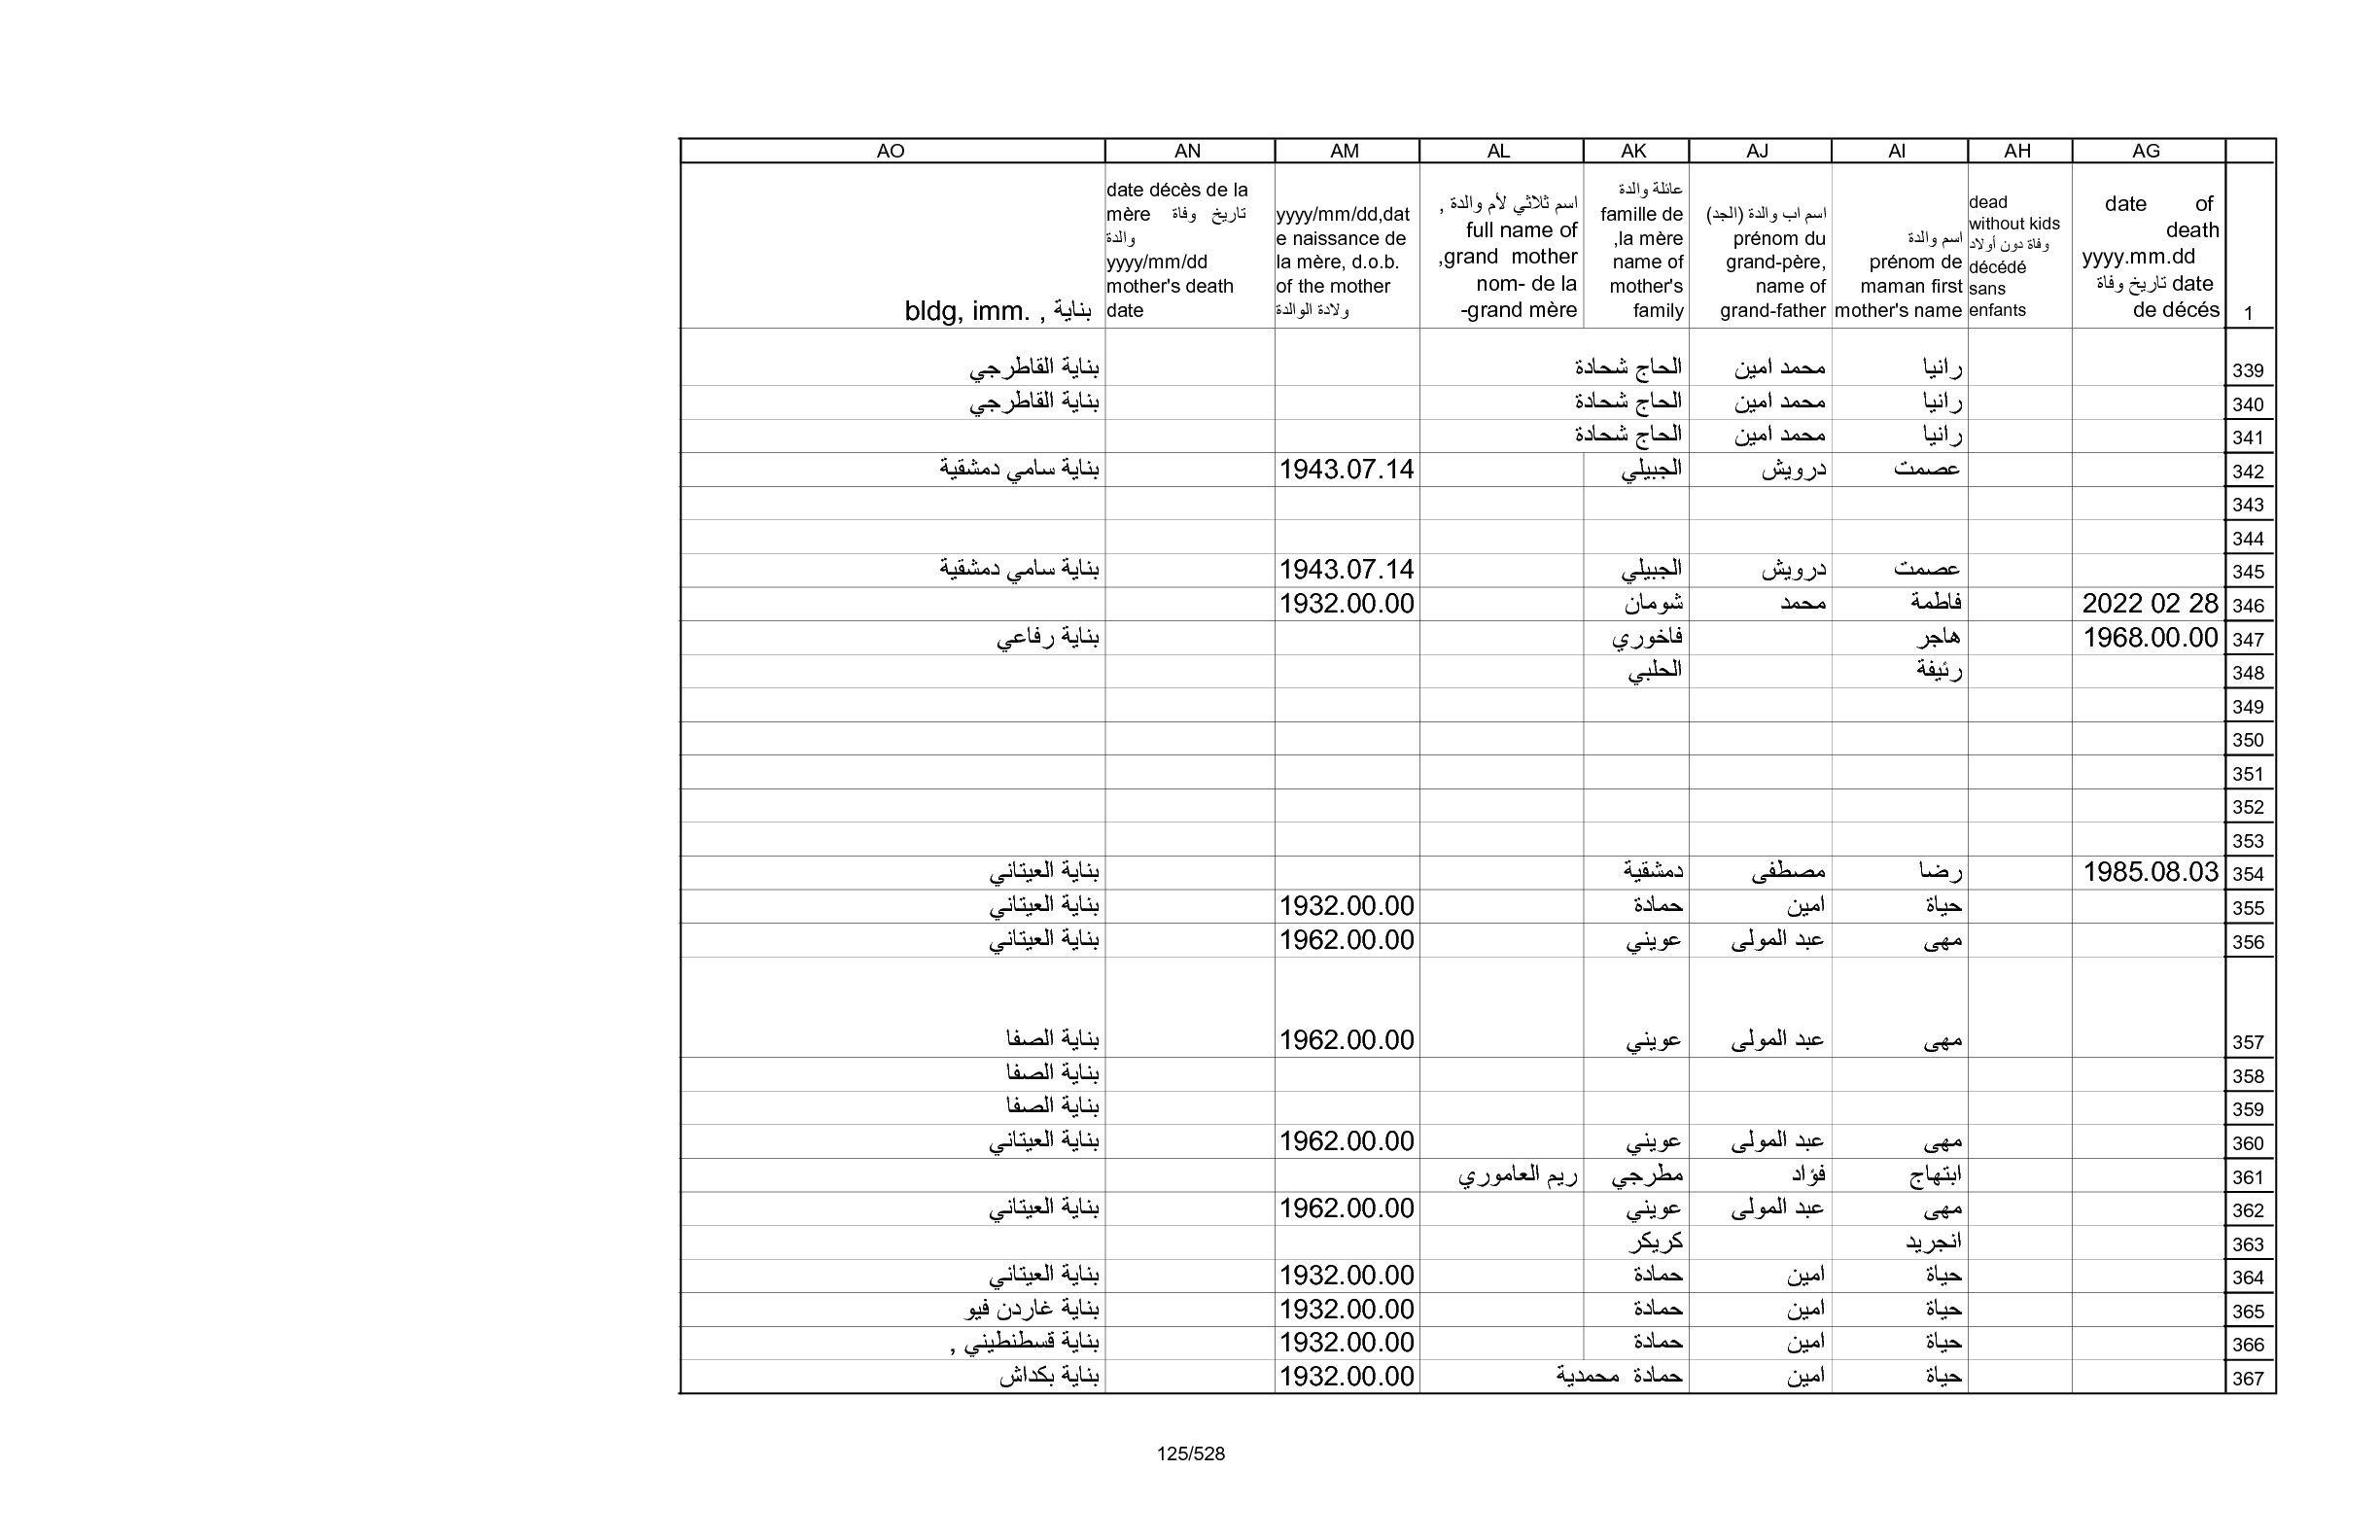 AG AH AI AJ AK AL AM AN AO
1 date of death yyyy.mm.dd تاريخ وفاة date de décés
dead without kids وفاة دون أولاد décédé sans enfants
اسم والدة prénom de maman first mother's name
اسم اب والدة (الجد) prénom du grand-père, name of grand-father
عائلة والدة famille de la mère, name of mother's family
اسم ثلاثي لأم والدة , full name of grand mother, nom- de la grand mère-
yyyy/mm/dd,date naissance de la mère, d.o.b. of the mother ولادة الوالدة
date décès de la mère تاريخ وفاة والدة yyyy/mm/dd mother's death date
بناية , bldg, imm.
339 رانيا محمد امين الحاج شحادة بناية القاطرجي
340 رانيا محمد امين الحاج شحادة بناية القاطرجي
341 رانيا محمد امين الحاج شحادة
342 عصمت درويش الجبيلي 1943.07.14 بناية سامي دمشقية
343
344
345 عصمت درويش الجبيلي 1943.07.14 بناية سامي دمشقية
346 2022 02 28 فاطمة محمد شومان 1932.00.00
347 1968.00.00 هاجر فاخوري بناية رفاعي
348 رئيفة الحلبي
349
350
351
352
353
354 1985.08.03 رضا مصطفى دمشقية بناية العيتاني
355 حياة امين حمادة 1932.00.00 بناية العيتاني
356 مهى عبد المولى عويني 1962.00.00 بناية العيتاني
357 مهى عبد المولى عويني 1962.00.00 بناية الصفا
358 بناية الصفا
359 بناية الصفا
360 مهى عبد المولى عويني 1962.00.00 بناية العيتاني
361 ابتهاج فؤاد مطرجي ريم العاموري
362 مهى عبد المولى عويني 1962.00.00 بناية العيتاني
363 انجريد كريكر
364 حياة امين حمادة 1932.00.00 بناية العيتاني
365 حياة امين حمادة 1932.00.00 بناية غاردن فيو
366 حياة امين حمادة 1932.00.00 بناية قسطنطيني ,
367 حياة امين حمادة محمدية 1932.00.00 بناية بكداش
125/528